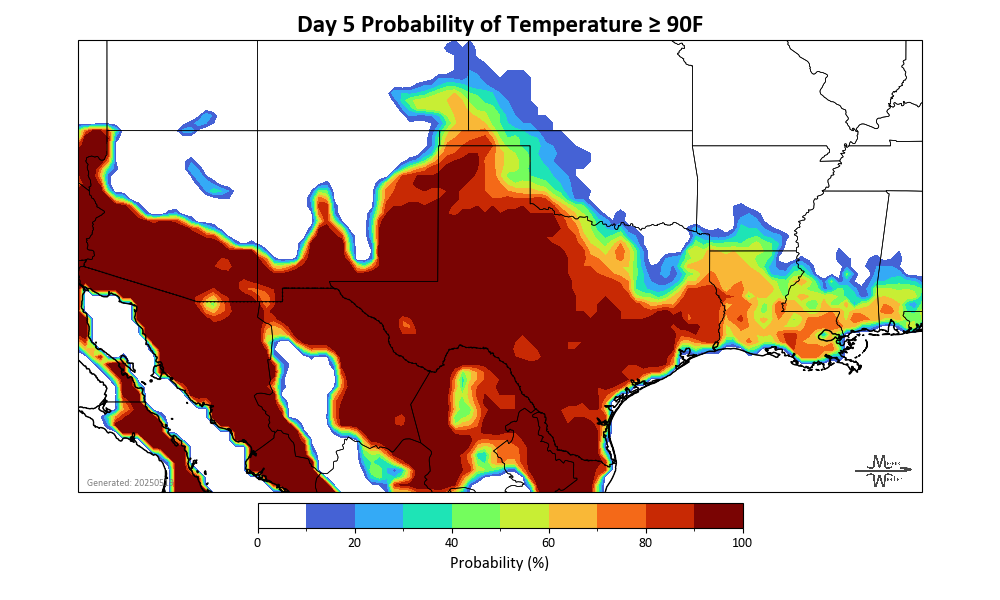 Day 5 Probability of Temperature ≥ 90F
Generated: 202505
0 20 40 60 80 100
Probability (%)